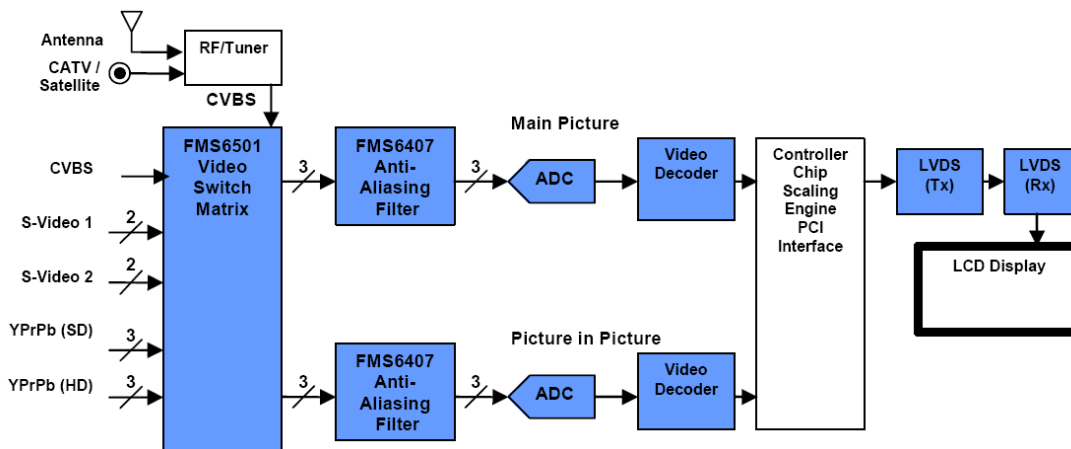 Antenna
CATV /
Satellite
RF/Tuner
CVBS
CVBS
S-Video 1
2
S-Video 2
2
YPrPb (SD)
3
YPrPb (HD)
3
FMS6501
Video
Switch
Matrix
3
FMS6407
Anti-
Aliasing
Filter
3
Main Picture
ADC
Video
Decoder
3
FMS6407
Anti-
Aliasing
Filter
3
Picture in Picture
ADC
Video
Decoder
Controller
Chip
Scaling
Engine
PCI
Interface
LVDS
(Tx)
LVDS
(Rx)
LCD Display